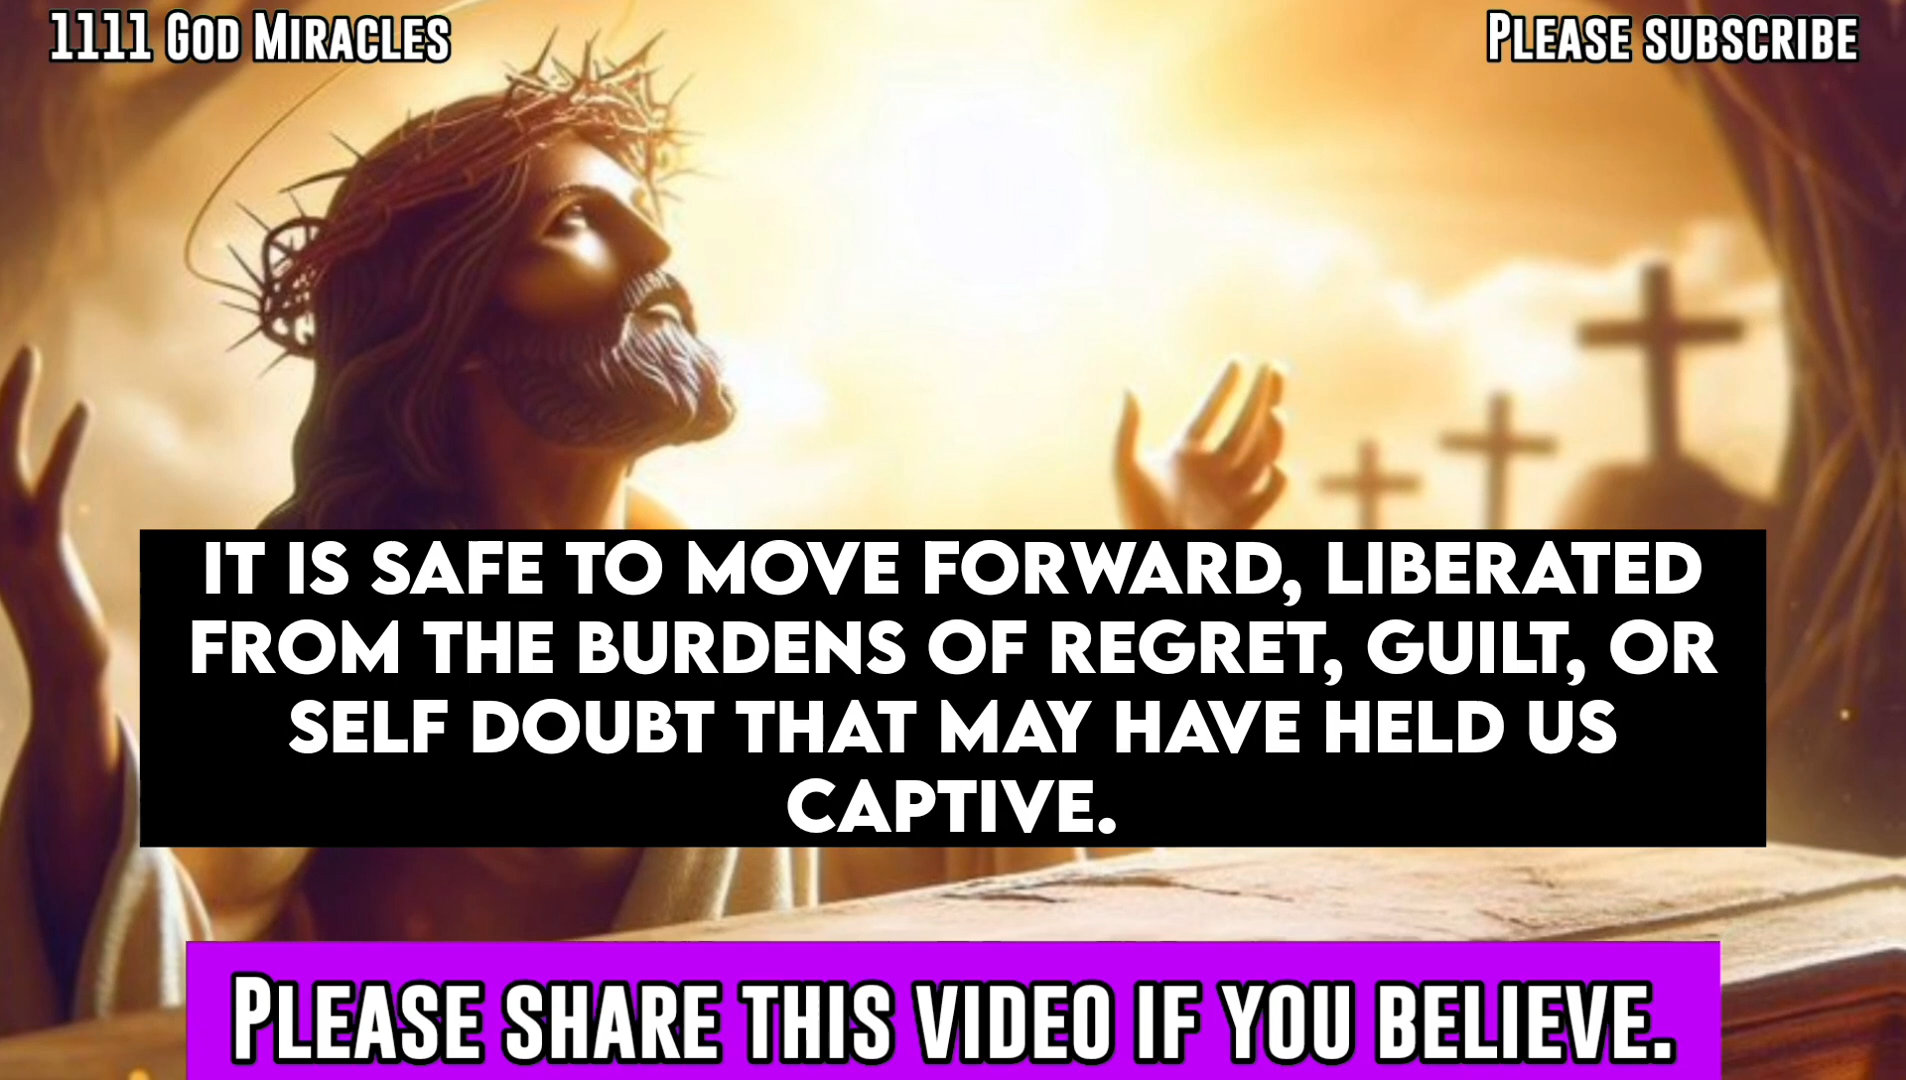 1111 God Miracles
Please subscribe
IT IS SAFE TO MOVE FORWARD, LIBERATED
FROM THE BURDENS OF REGRET, GUILT, OR
SELF DOUBT THAT MAY HAVE HELD US
CAPTIVE.
Please share this video if you believe.